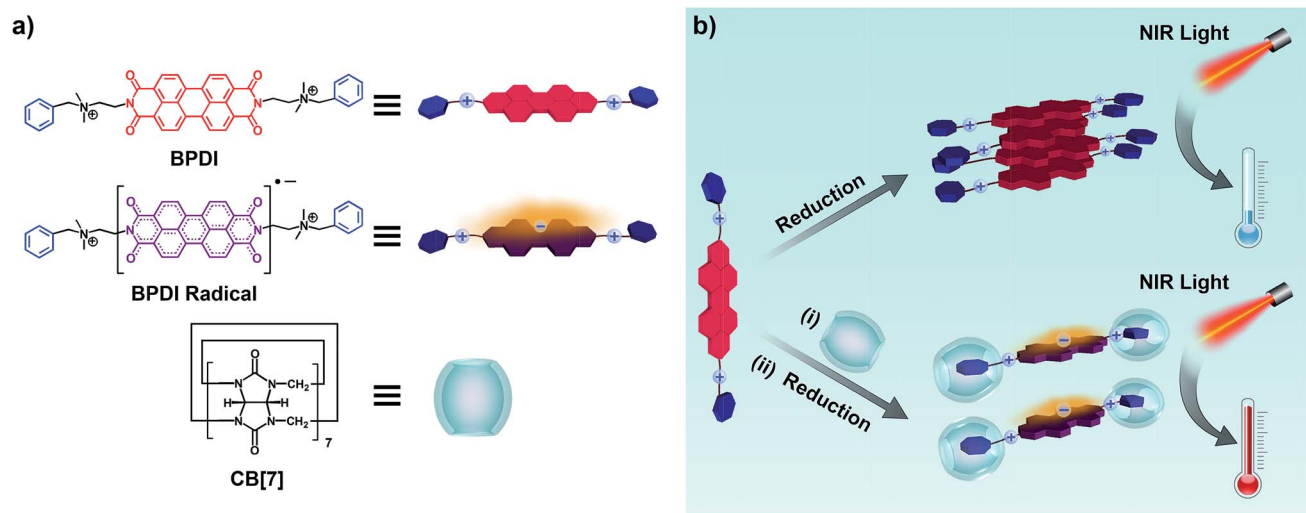 a)
O
O
N
N
⊕
N
N
⊕
O
O
BPDI
• −
O
O
N
N
⊕
N
N
⊕
O
O
BPDI Radical
O
N
N
CH₂
H
H
N
N
CH₂
O
7
CB[7]
≡
+
+
≡
+
−
+
≡
b)
NIR Light
Reduction
NIR Light
(i)
(ii) Reduction